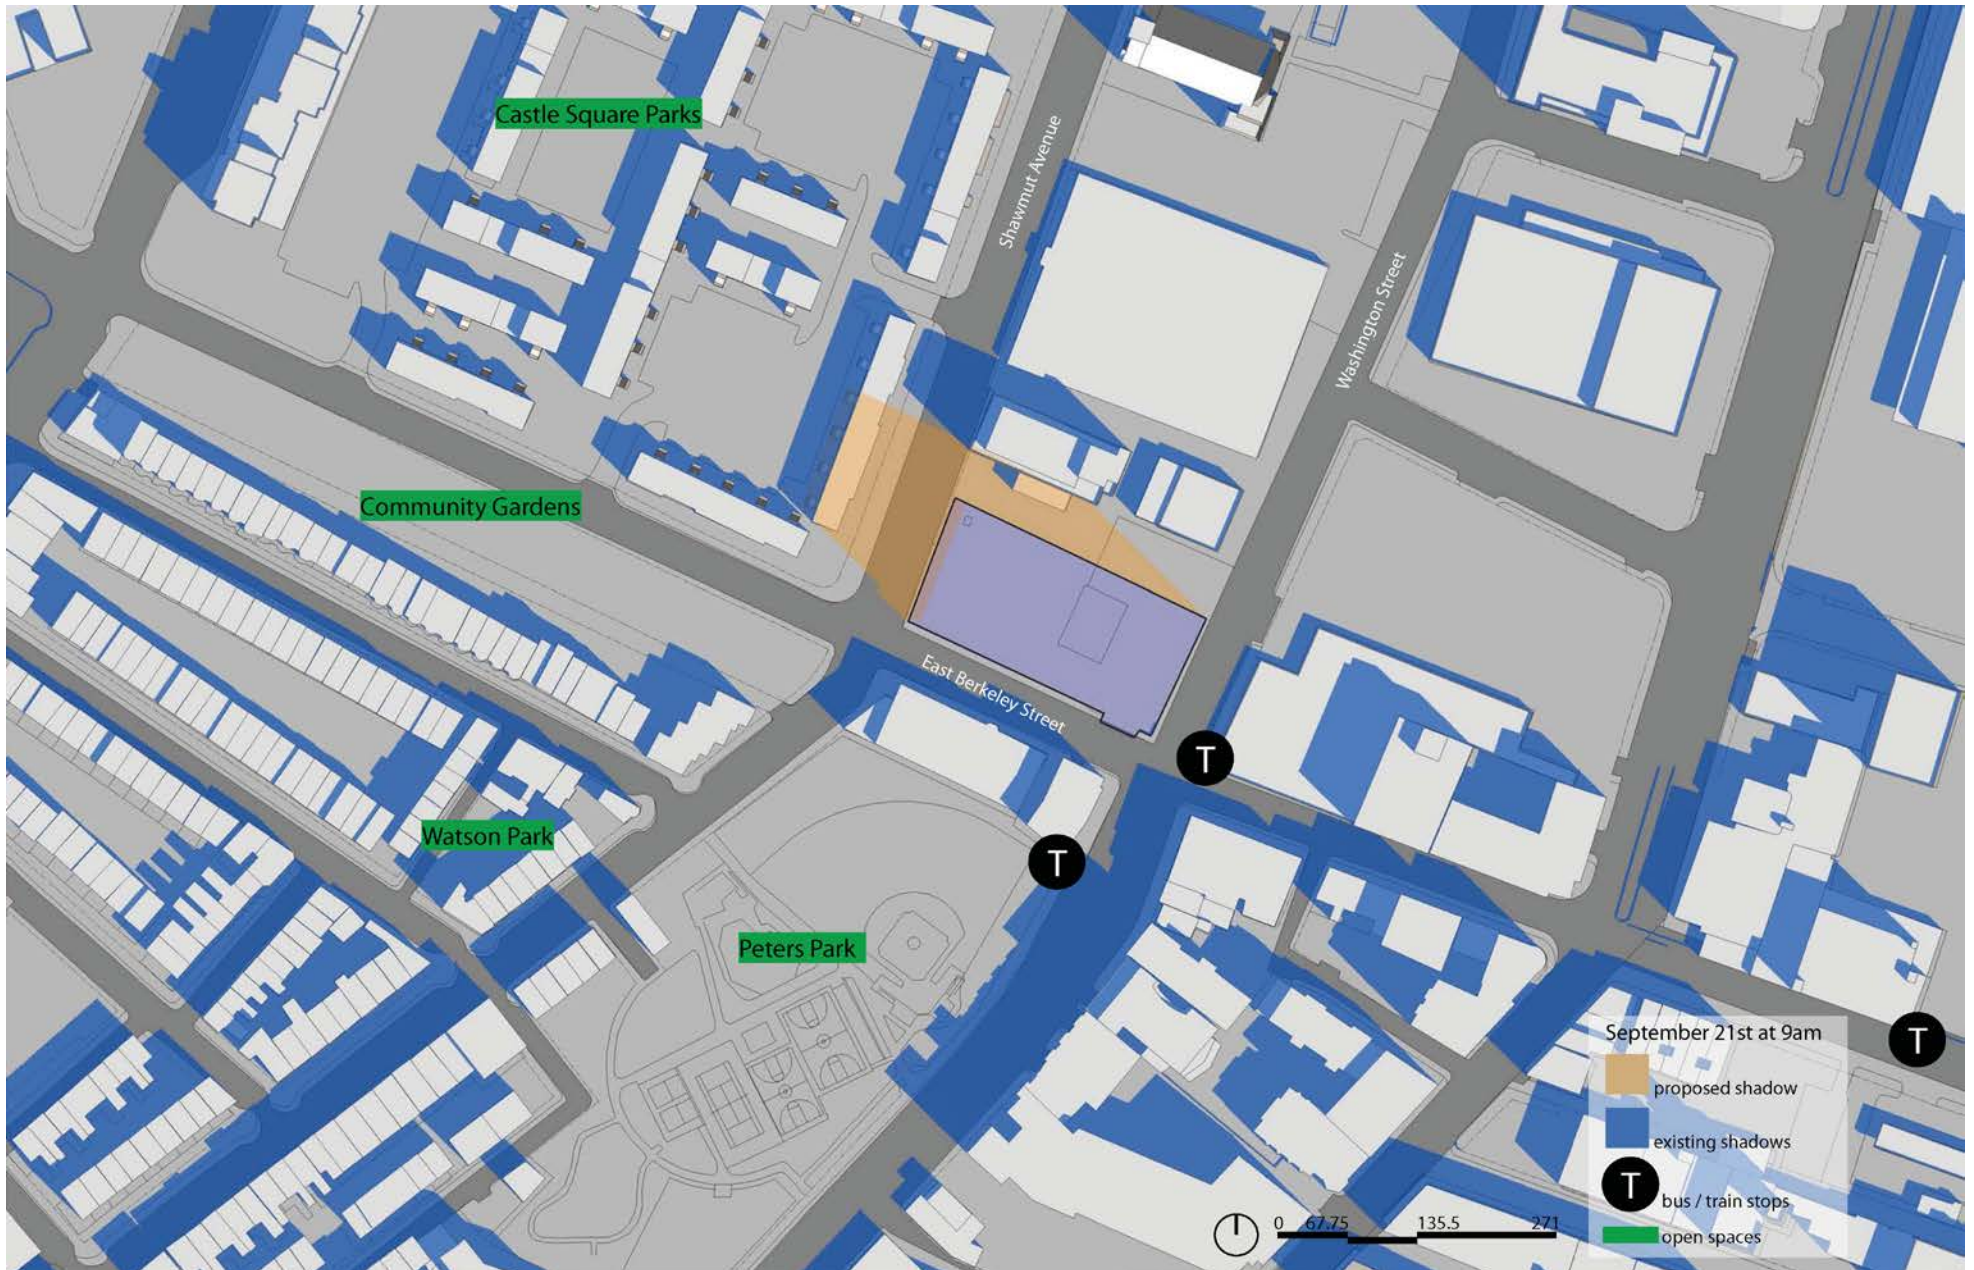 Castle Square Parks
Shawmut Avenue
Washington Street
Community Gardens
East Berkeley Street
T
Watson Park
T
Peters Park
September 21st at 9am
proposed shadow
existing shadows
T
T bus / train stops
0 67.75 135.5 271
open spaces